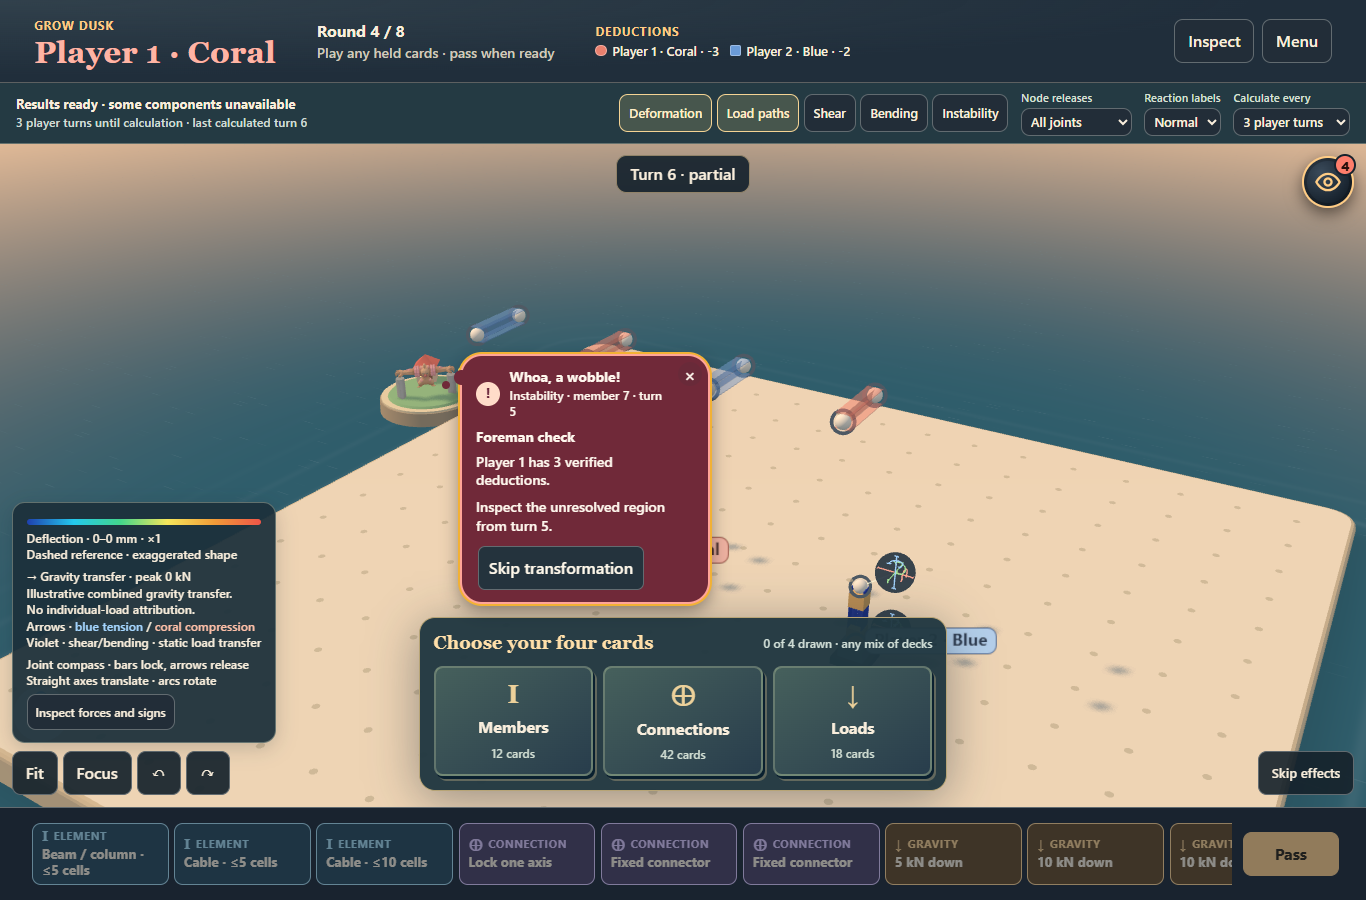 GROW DUSK
Player 1 · Coral
Round 4 / 8
Play any held cards · pass when ready
DEDUCTIONS
Player 1 · Coral · -3
Player 2 · Blue · -2
Inspect
Menu
Results ready · some components unavailable
3 player turns until calculation · last calculated turn 6
Deformation
Load paths
Shear
Bending
Instability
Node releases
All joints
Reaction labels
Normal
Calculate every
3 player turns
Turn 6 · partial
4
Whoa, a wobble!
Instability · member 7 · turn
5
Foreman check
Player 1 has 3 verified
deductions.
Inspect the unresolved region
from turn 5.
Skip transformation
Blue
Deflection · 0–0 mm · ×1
Dashed reference · exaggerated shape
→ Gravity transfer · peak 0 kN
Illustrative combined gravity transfer.
No individual-load attribution.
Arrows · blue tension / coral compression
Violet · shear/bending · static load transfer
Joint compass · bars lock, arrows release
Straight axes translate · arcs rotate
Inspect forces and signs
Choose your four cards
0 of 4 drawn · any mix of decks
Members
12 cards
Connections
42 cards
Loads
18 cards
Fit
Focus
Skip effects
ELEMENT
Beam / column ·
≤5 cells
ELEMENT
Cable · ≤5 cells
ELEMENT
Cable · ≤10 cells
CONNECTION
Lock one axis
CONNECTION
Fixed connector
CONNECTION
Fixed connector
GRAVITY
5 kN down
GRAVITY
10 kN down
10 kN
Pass